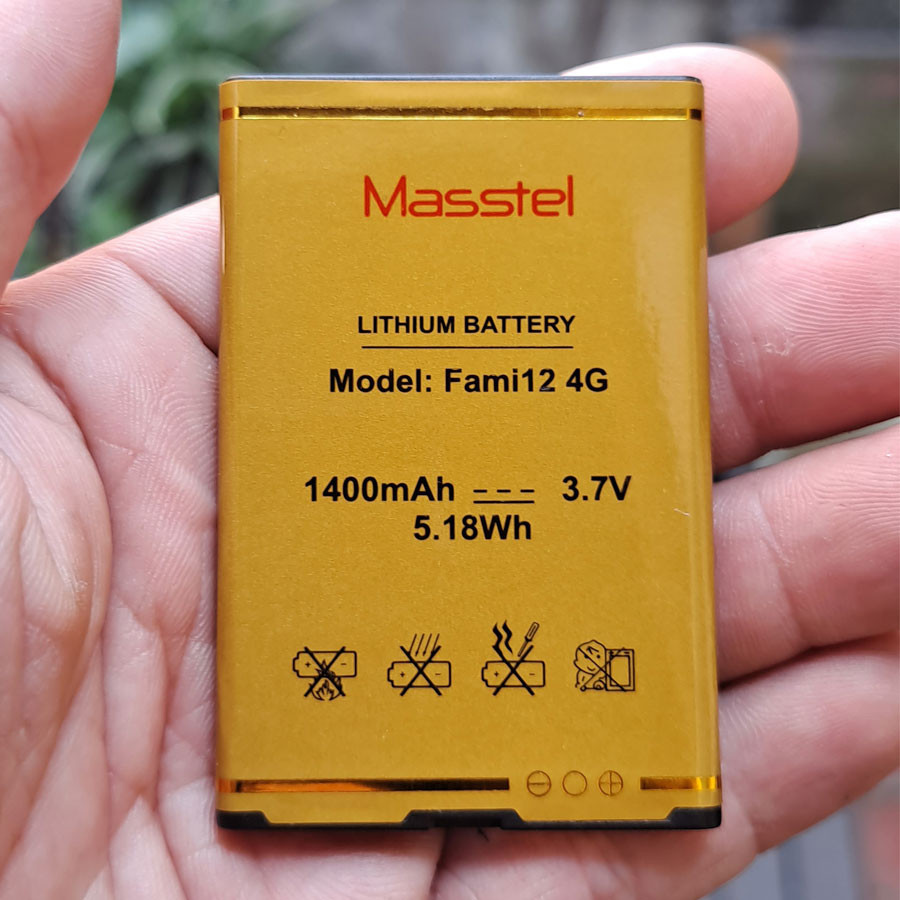 Masstel
LITHIUM BATTERY
Model: Fami12 4G
1400mAh 3.7V
5.18Wh